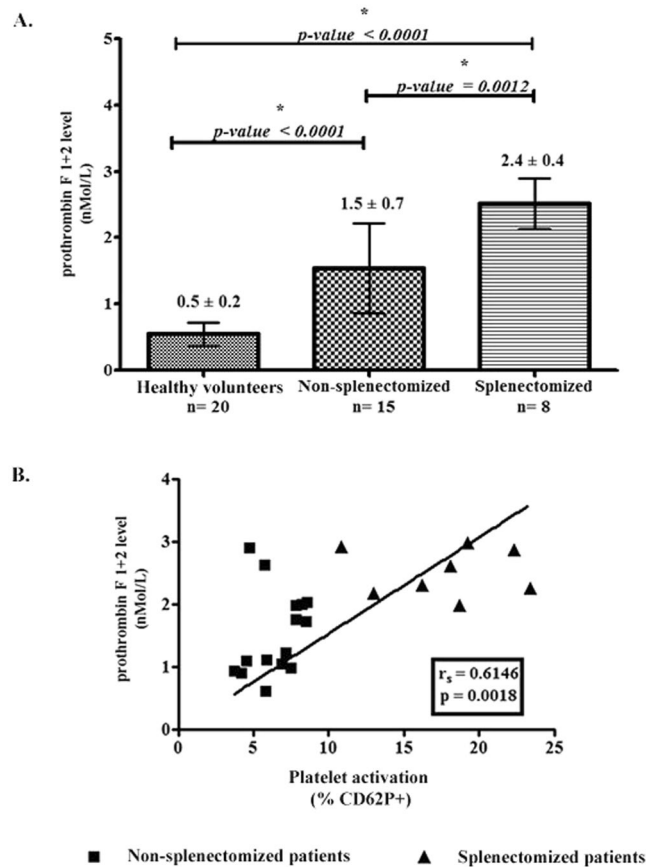 A.
*
p-value < 0.0001
*
p-value = 0.0012
*
p-value < 0.0001
prothrombin F 1+2 level
(nMol/L)
5
4
3
2
1
0
0.5 ± 0.2
1.5 ± 0.7
2.4 ± 0.4
Healthy volunteers
n= 20
Non-splenectomized
n= 15
Splenectomized
n= 8
B.
prothrombin F 1+2 level
(nMol/L)
4
3
2
1
0
0 5 10 15 20 25
rs = 0.6146
p = 0.0018
Platelet activation
(% CD62P+)
Non-splenectomized patients
Splenectomized patients